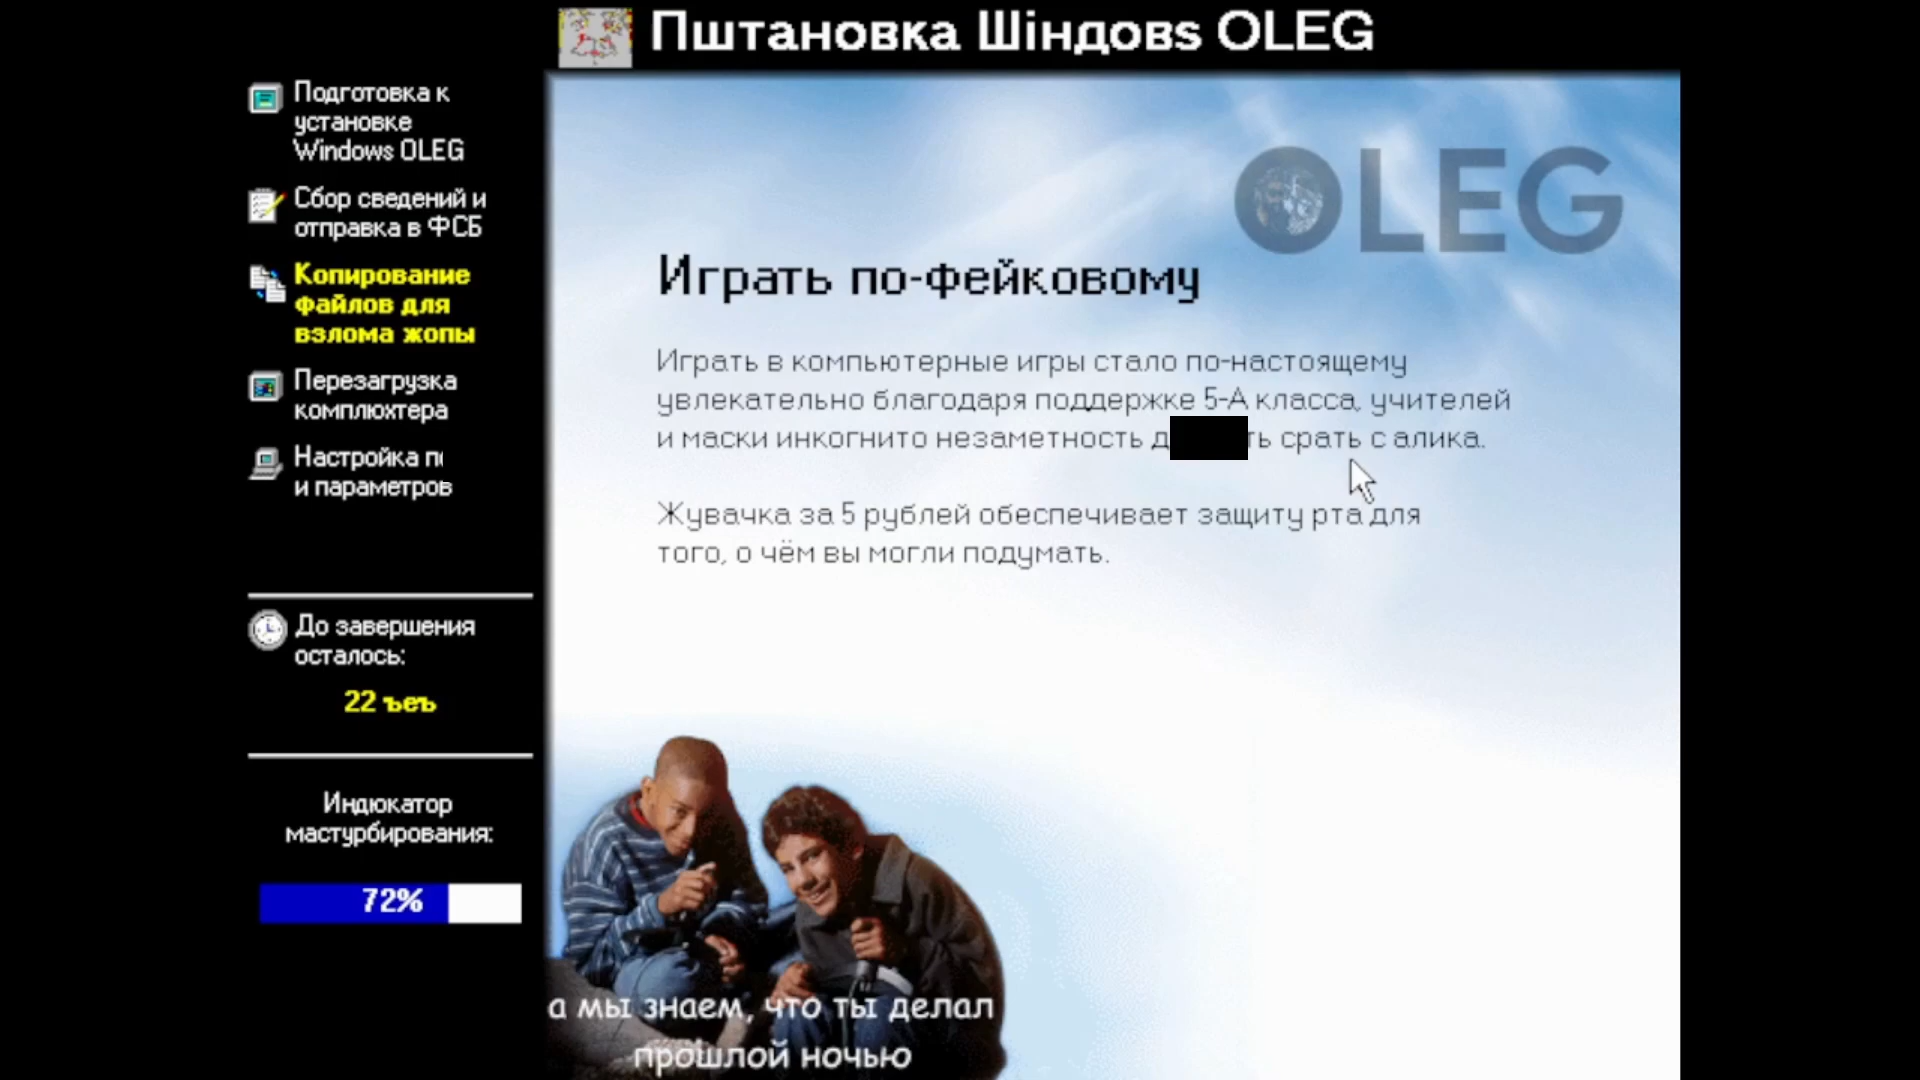 Пштановка Шiндовs OLEG
Подготовка к
установке
Windows OLEG
Сбор сведений и
отправка в ФСБ
Копирование
файлов для
взлома жопы
Перезагрузка
комплюхтера
Настройка
и параметров
До завершения
осталось:
22 ъеъ
Индюкатор
мастурбирования:
72%
OLEG
Играть по-фейковому
Играть в компьютерные игры стало по-настоящему
увлекательно благодаря поддержке 5-А класса, учителей
и маски инкогнито незаметность срать с алика.
Жувачка за 5 рублей обеспечивает защиту рта для
того, о чём вы могли подумать.
а мы знаем, что ты делал
прошлой ночью